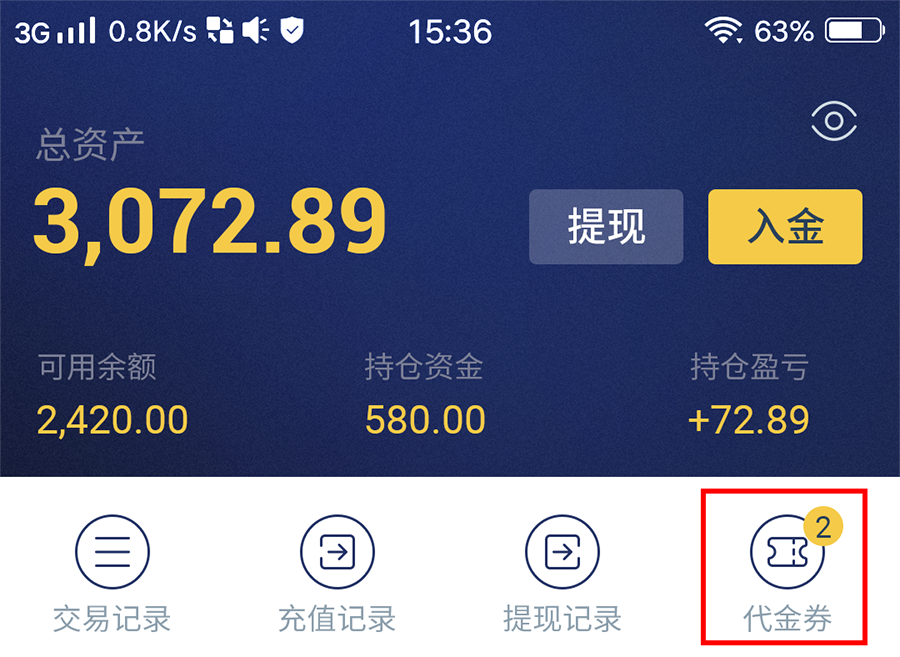 3G 0.8K/s 15:36 63%
总资产
3,072.89
提现 入金
可用余额 持仓资金 持仓盈亏
2,420.00 580.00 +72.89
2
交易记录 充值记录 提现记录 代金券